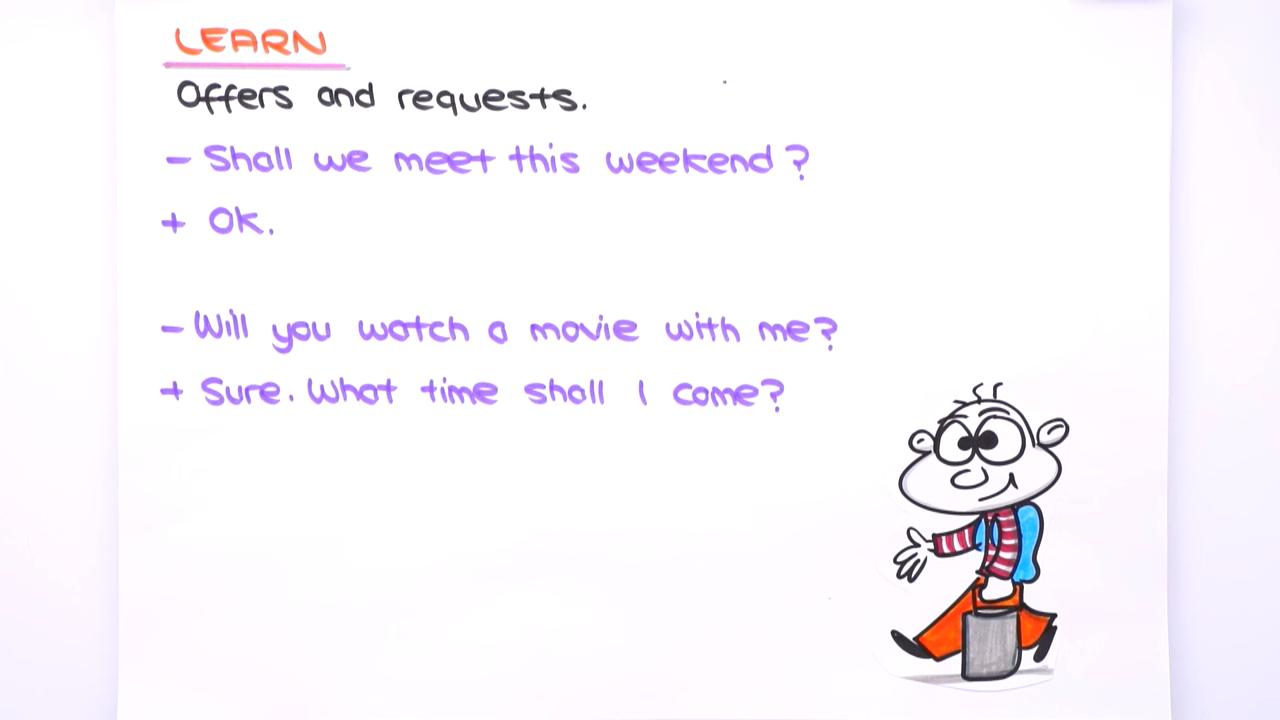 LEARN
Offers and requests.
- Shall we meet this weekend?
+ Ok.
- Will you watch a movie with me?
+ Sure. What time shall I come?